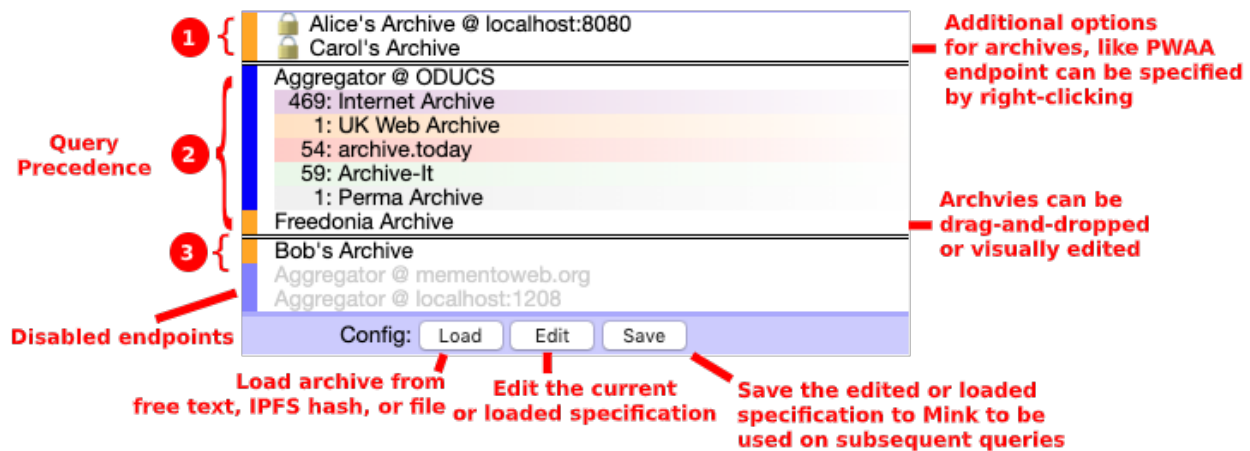 1
Alice's Archive @ localhost:8080
Carol's Archive
Additional options
for archives, like PWAA
endpoint can be specified
by right-clicking
Query
Precedence
2
Aggregator @ ODUCS
469: Internet Archive
1: UK Web Archive
54: archive.today
59: Archive-It
1: Perma Archive
Freedonia Archive
Archvies can be
drag-and-dropped
or visually edited
3
Bob's Archive
Aggregator @ mementoweb.org
Aggregator @ localhost:1208
Disabled endpoints
Config: Load Edit Save
Load archive from
free text, IPFS hash, or file
Edit the current
or loaded specification
Save the edited or loaded
specification to Mink to be
used on subsequent queries